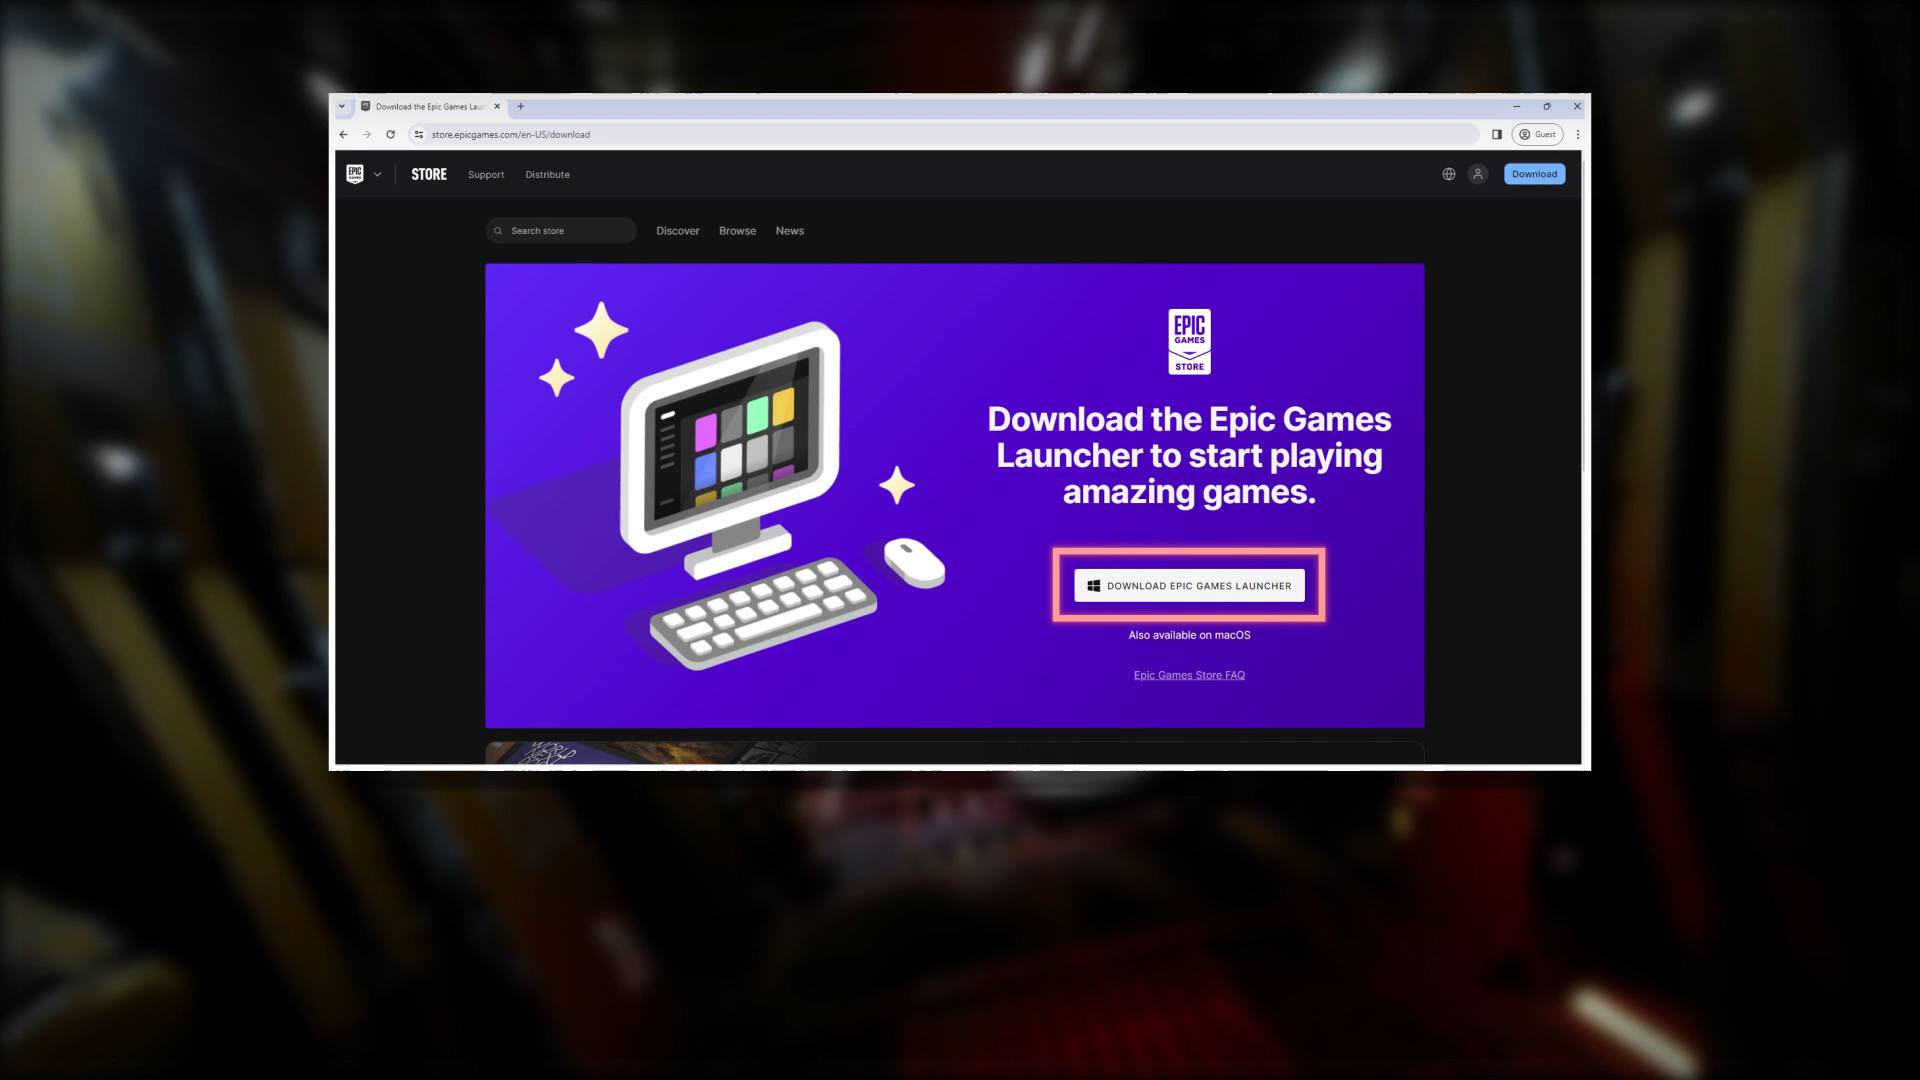 Download the Epic Games Laun
store.epicgames.com/en-US/download
Guest
EPIC
GAMES
STORE
Support
Distribute
Download
Search store
Discover
Browse
News
EPIC
GAMES
STORE
Download the Epic Games
Launcher to start playing
amazing games.
DOWNLOAD EPIC GAMES LAUNCHER
Also available on macOS
Epic Games Store FAQ